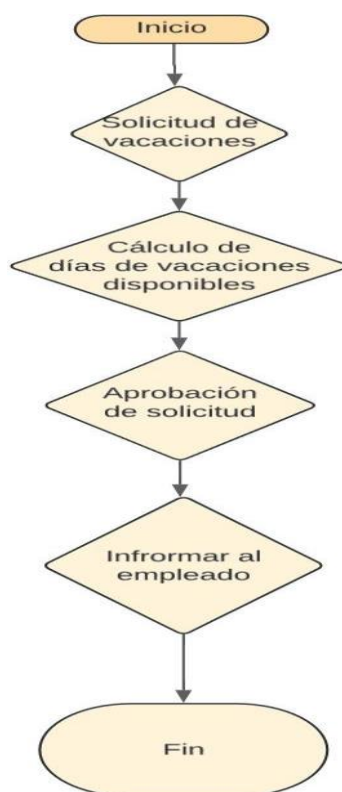 Inicio
Solicitud de
vacaciones
Cálculo de
días de vacaciones
disponibles
Aprobación
de solicitud
Infrormar al
empleado
Fin